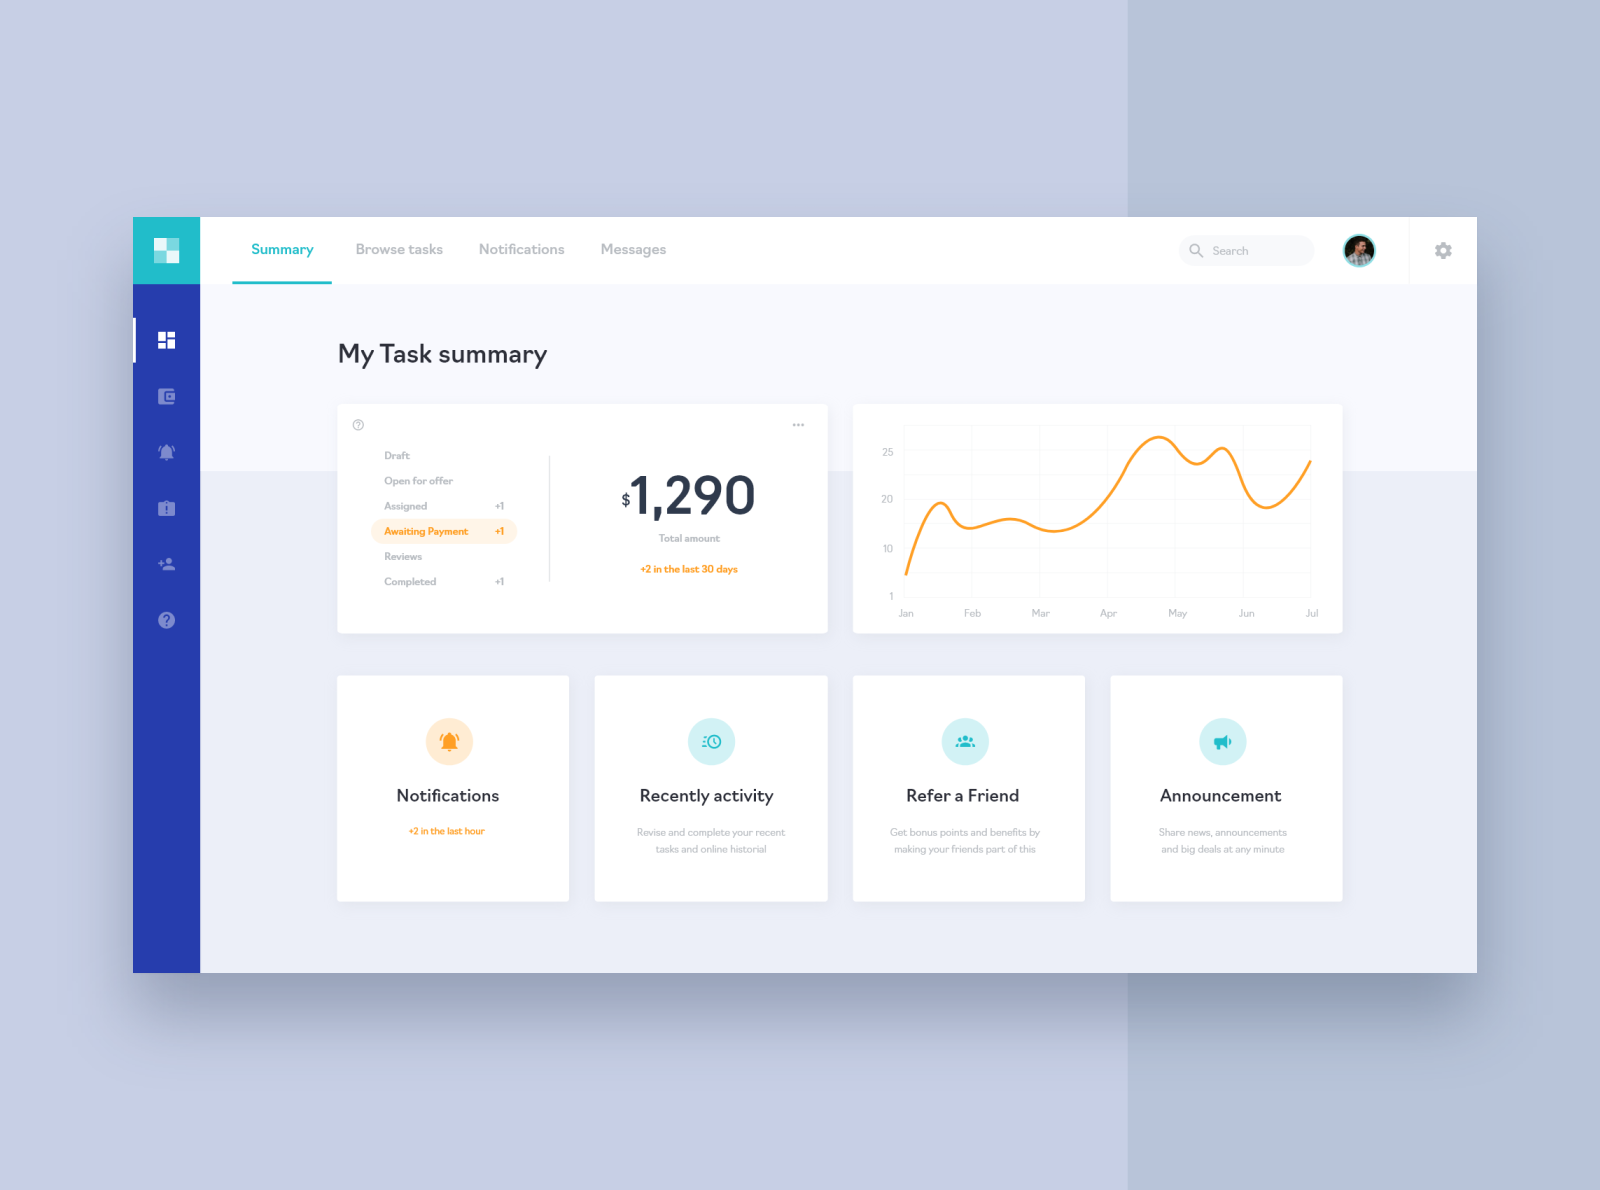 Summary
Browse tasks
Notifications
Messages
Search
My Task summary
Draft
Open for offer
Assigned +1
Awaiting Payment +1
Reviews
Completed +1
$1,290
Total amount
+2 in the last 30 days
25
20
10
1
Jan Feb Mar Apr May Jun Jul
Notifications
+2 in the last hour
Recently activity
Revise and complete your recent
tasks and online historial
Refer a Friend
Get bonus points and benefits by
making your friends part of this
Announcement
Share news, announcements
and big deals at any minute